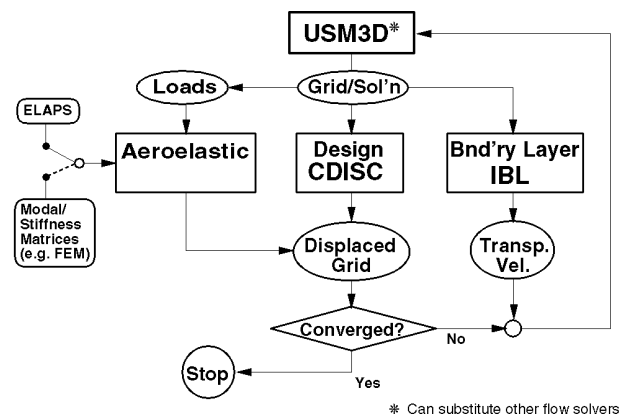 USM3D*
Loads
Grid/Sol'n
ELAPS
Aeroelastic
Design
CDISC
Bnd'ry Layer
IBL
Modal/
Stiffness
Matrices
(e.g. FEM)
Displaced
Grid
Transp.
Vel.
Converged?
No
Stop
Yes
* Can substitute other flow solvers